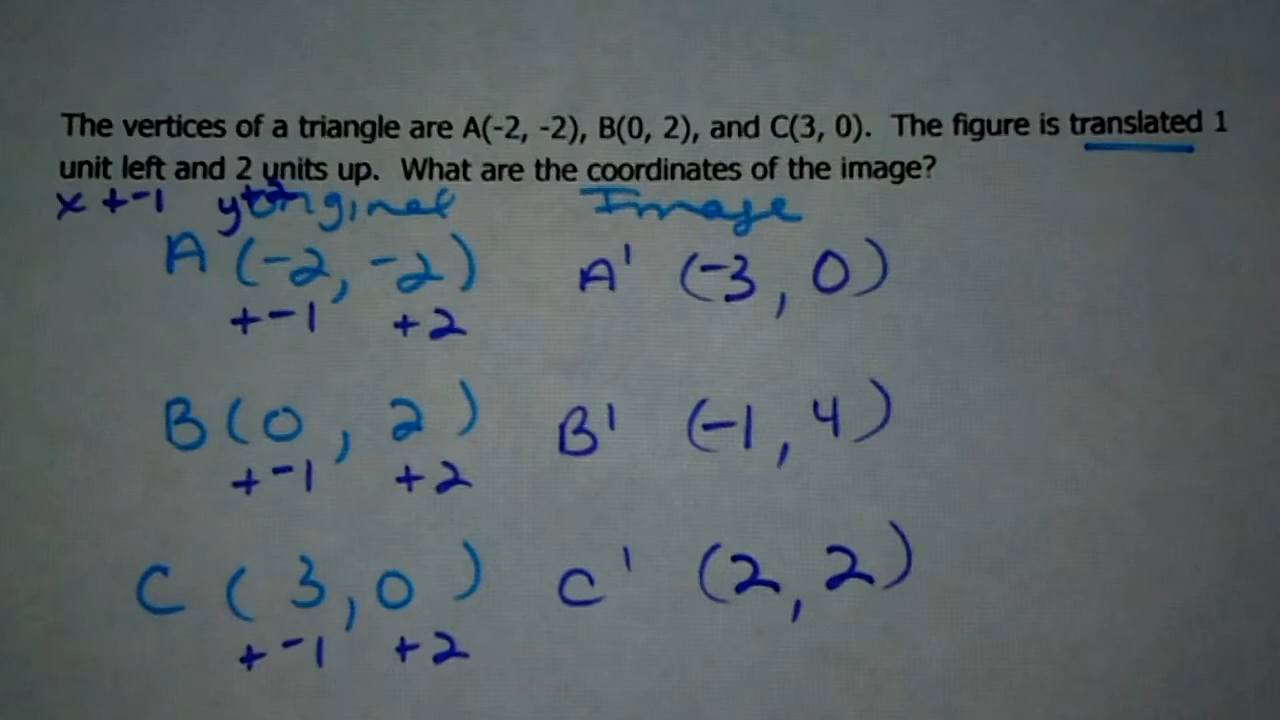 The vertices of a triangle are A(-2, -2), B(0, 2), and C(3, 0). The figure is translated 1
unit left and 2 units up. What are the coordinates of the image?
x + -1 y+2 Original Image
A (-2, -2) A' (-3, 0)
+ -1 +2
B (0, 2) B' (-1, 4)
+ -1 +2
C (3, 0) C' (2, 2)
+ -1 +2